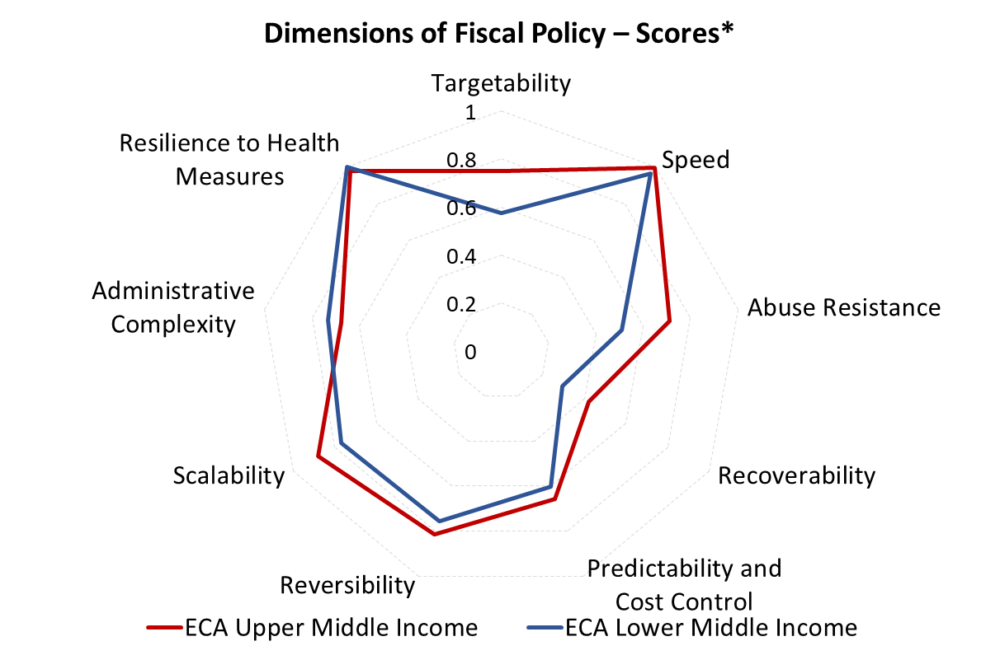 Dimensions of Fiscal Policy – Scores*
Targetability
1
Resilience to Health
Measures
0.8
Speed
0.6
0.4
Administrative
Complexity
0.2
Abuse Resistance
0
Scalability
Recoverability
Reversibility
Predictability and
Cost Control
ECA Upper Middle Income
ECA Lower Middle Income